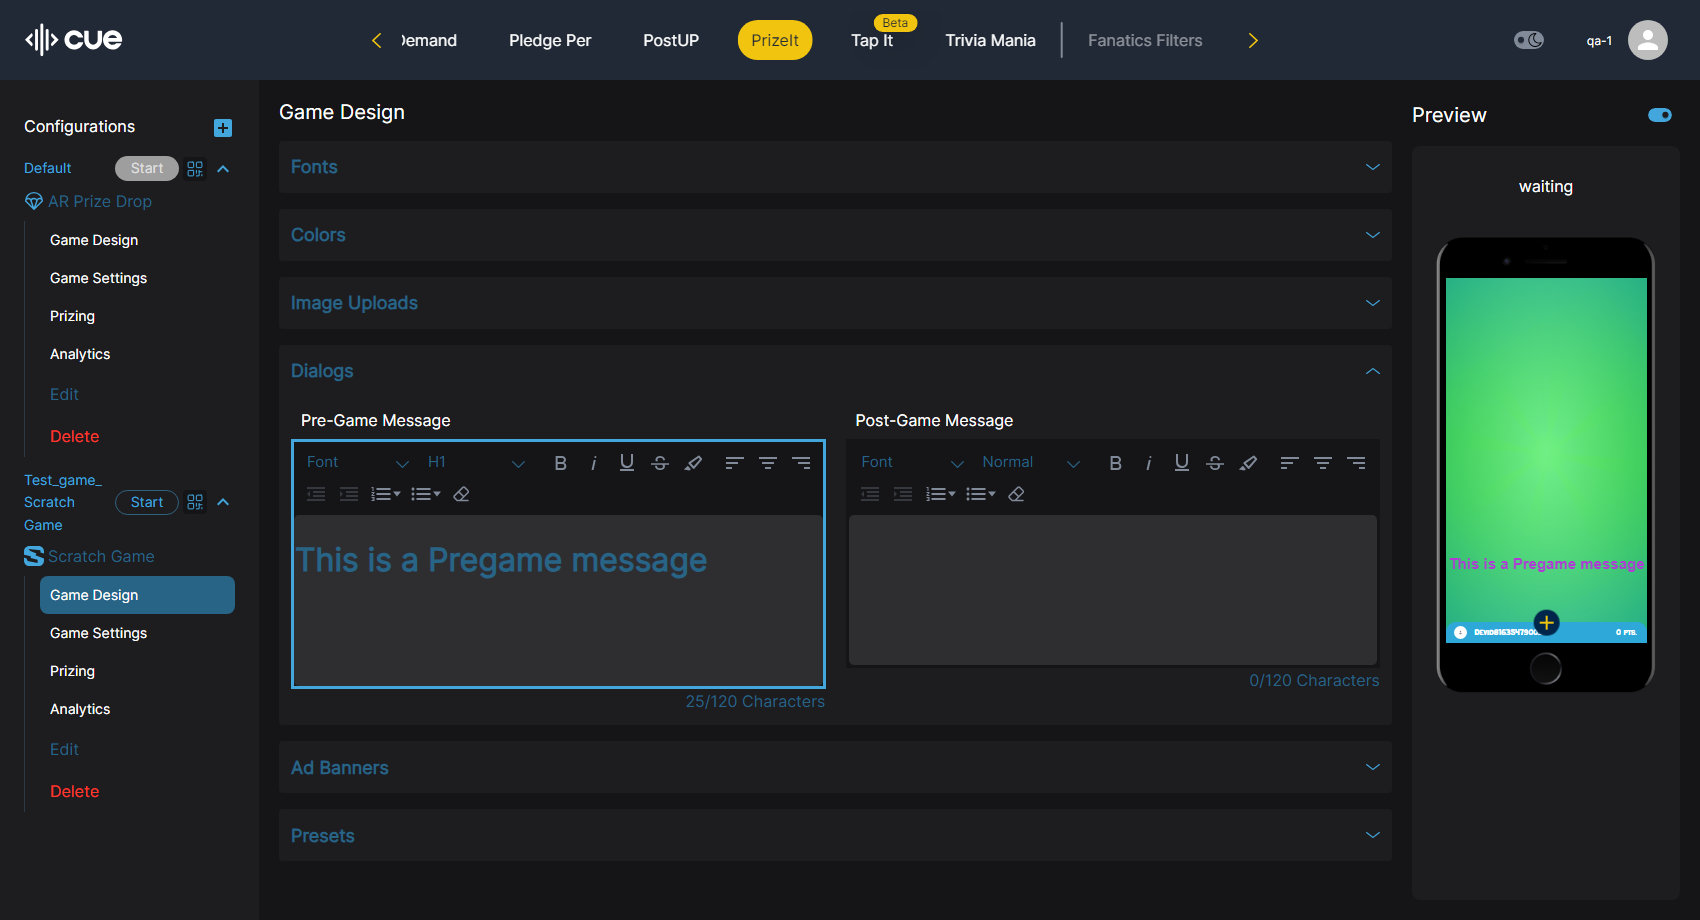 cue
Demand
Pledge Per
PostUP
PrizeIt
Beta
Tap It
Trivia Mania
Fanatics Filters
qa-1
Configurations
Default
Start
AR Prize Drop
Game Design
Game Settings
Prizing
Analytics
Edit
Delete
Test_game_
Scratch
Game
Start
Scratch Game
Game Design
Game Settings
Prizing
Analytics
Edit
Delete
Game Design
Fonts
Colors
Image Uploads
Dialogs
Pre-Game Message
Font
H1
B
i
U
S
This is a Pregame message
25/120 Characters
Post-Game Message
Font
Normal
B
i
U
S
0/120 Characters
Ad Banners
Presets
Preview
waiting
This is a Pregame message
0 PTS.